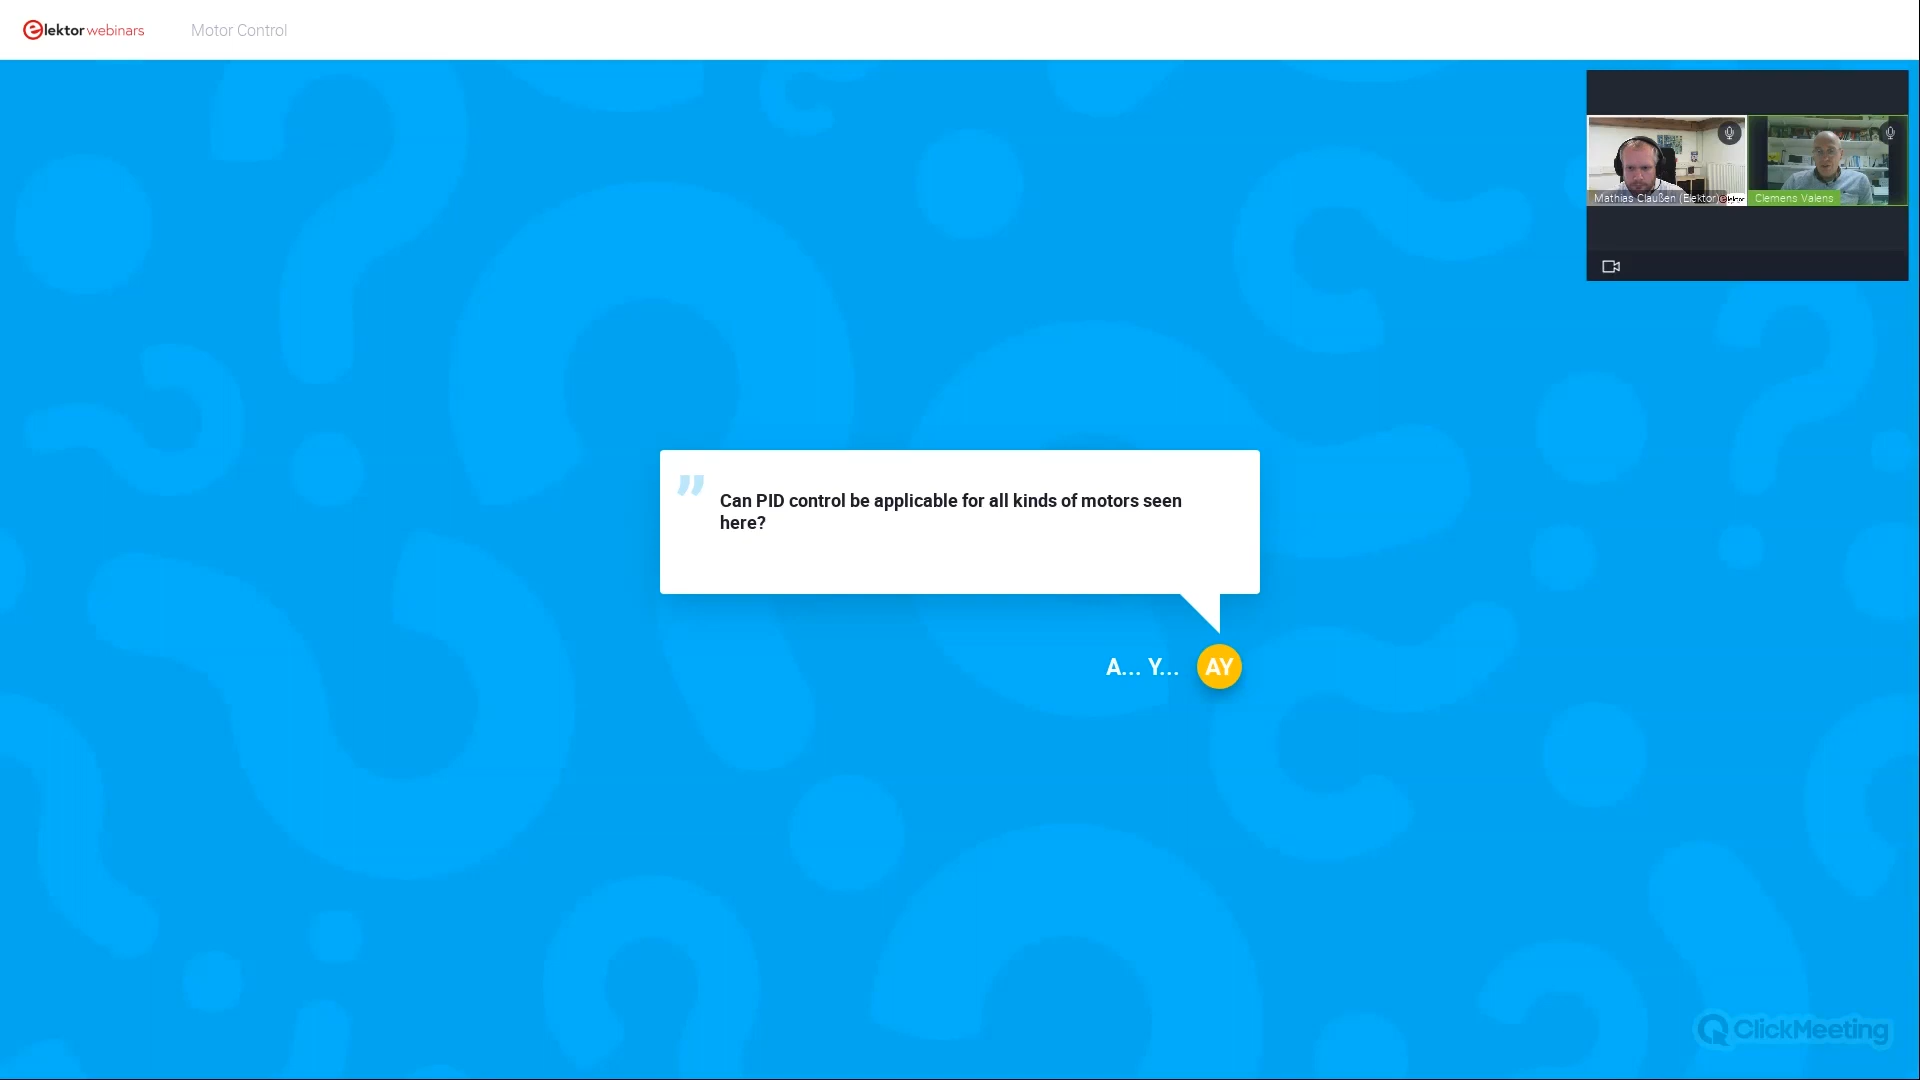 elektor webinars
Motor Control
Mathias Claußen (Elektor)
elektor
Clemens Valens
Can PID control be applicable for all kinds of motors seen
here?
A... Y...
AY
ClickMeeting